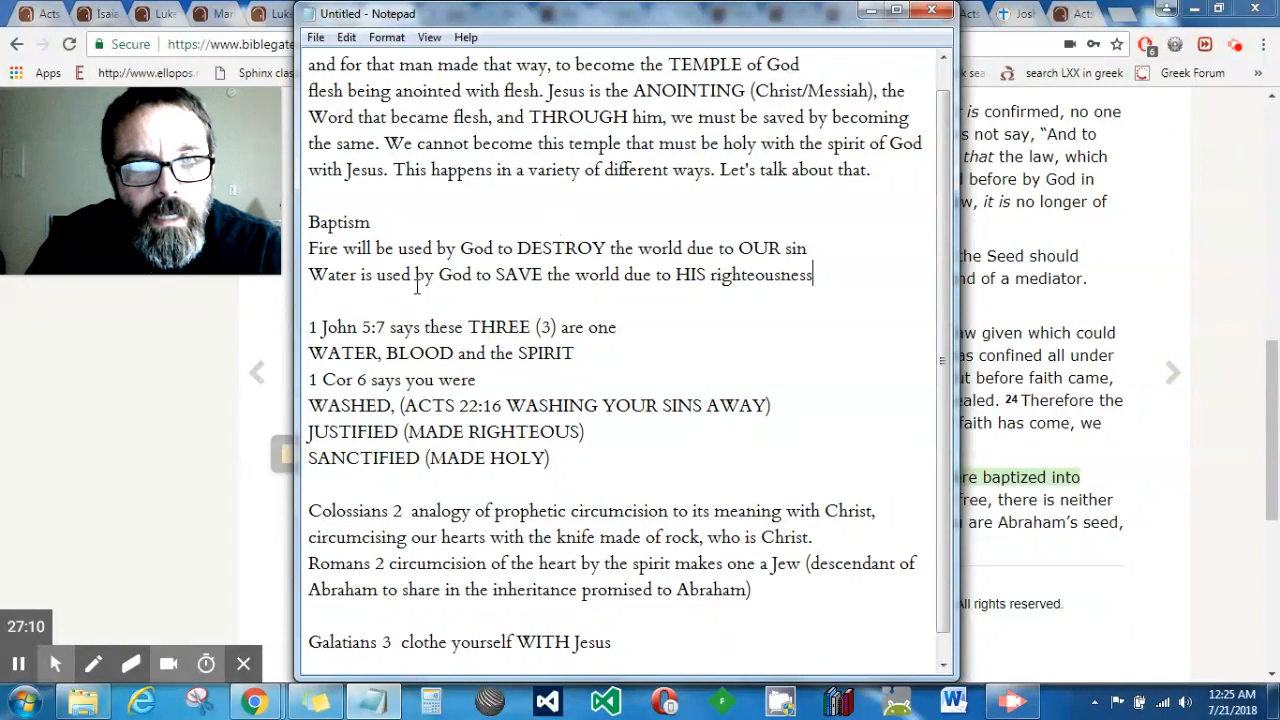 Acts
Isaia
Luke
Mar
Luke
Untitled - Notepad
Acts
Josl
Acts
Secure
https://www.biblegate
Apps
http://www.ellopos.
Sphinx class
search LXX in greek
Greek Forum
File Edit Format View Help
and for that man made that way, to become the TEMPLE of God
flesh being anointed with flesh. Jesus is the ANOINTING (Christ/Messiah), the
Word that became flesh, and THROUGH him, we must be saved by becoming
the same. We cannot become this temple that must be holy with the spirit of God
with Jesus. This happens in a variety of different ways. Let's talk about that.
Baptism
Fire will be used by God to DESTROY the world due to OUR sin
Water is used by God to SAVE the world due to HIS righteousness
1 John 5:7 says these THREE (3) are one
WATER, BLOOD and the SPIRIT
1 Cor 6 says you were
WASHED, (ACTS 22:16 WASHING YOUR SINS AWAY)
JUSTIFIED (MADE RIGHTEOUS)
SANCTIFIED (MADE HOLY)
Colossians 2 analogy of prophetic circumcision to its meaning with Christ,
circumcising our hearts with the knife made of rock, who is Christ.
Romans 2 circumcision of the heart by the spirit makes one a Jew (descendant of
Abraham to share in the inheritance promised to Abraham)
Galatians 3 clothe yourself WITH Jesus
is confirmed, no one
s not say, "And to
that the law, which
d before by God in
w, it is no longer of
the Seed should
nd of a mediator.
aw given which could
as confined all under
ut before faith came,
ealed. 24 Therefore the
faith has come, we
re baptized into
free, there is neither
are Abraham's seed,
All rights reserved.
27:10
12:25 AM
7/21/2018